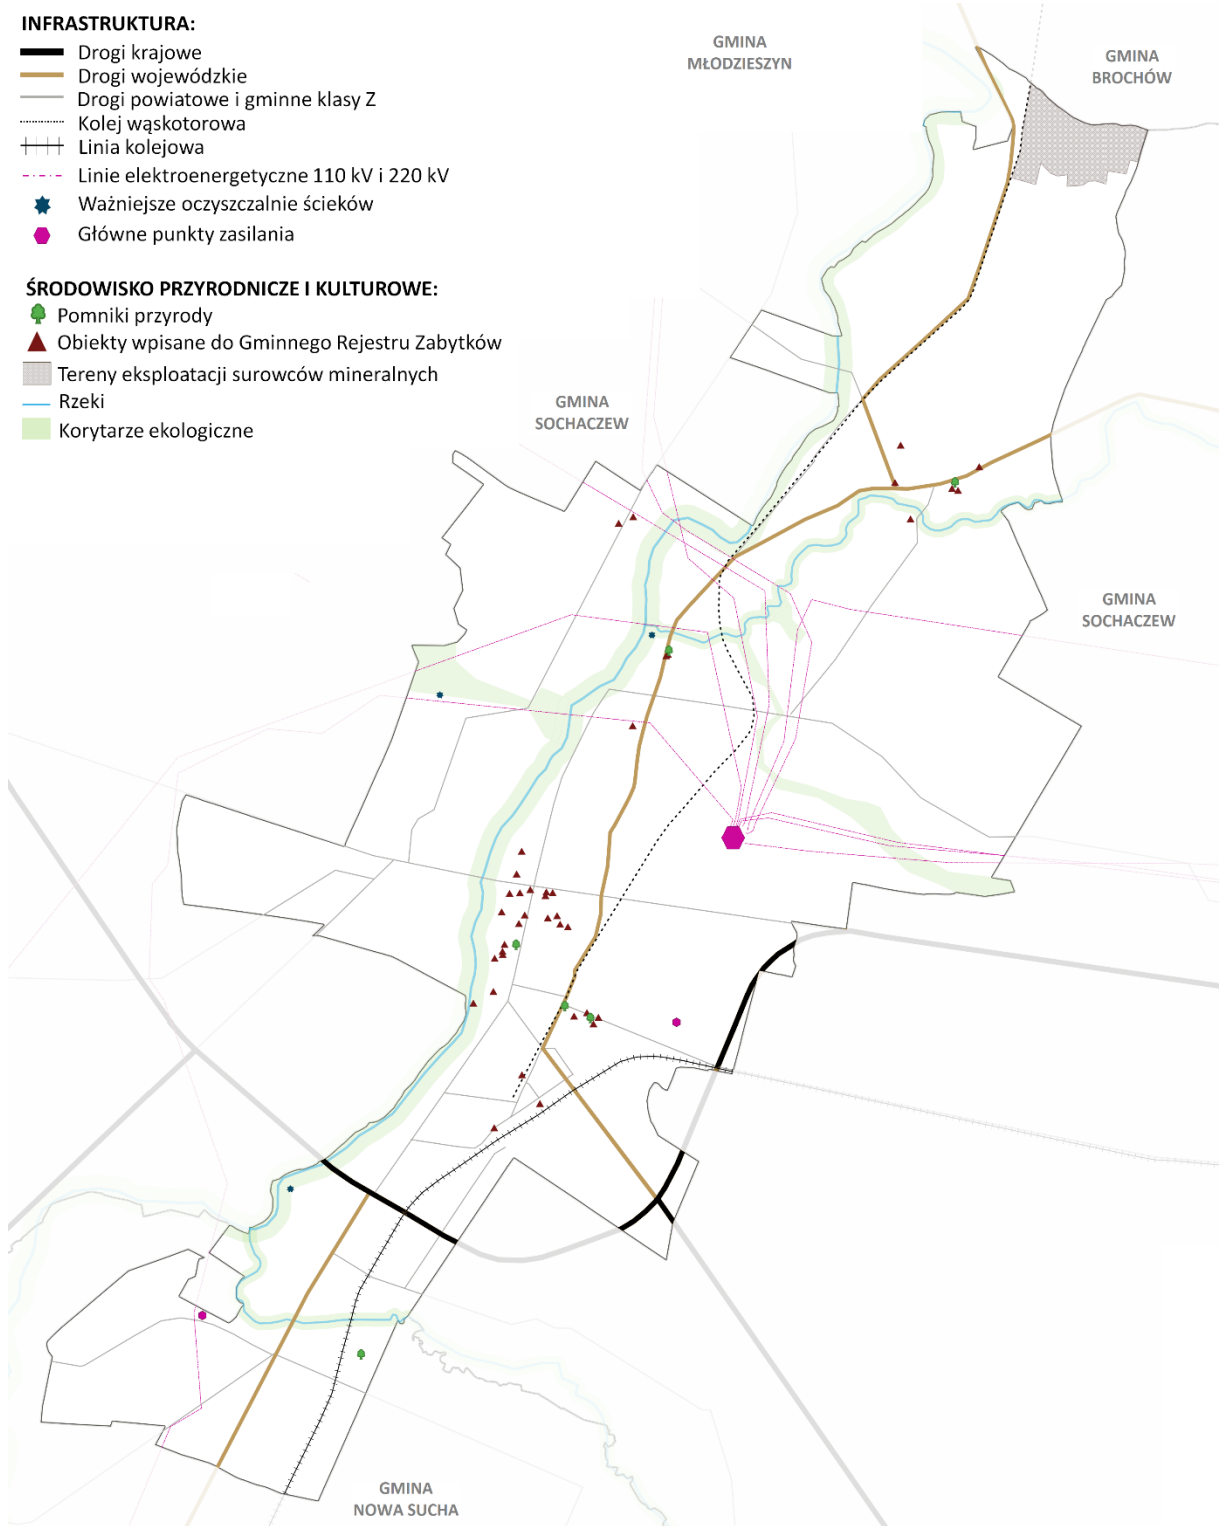 INFRASTRUKTURA:
Drogi krajowe
Drogi wojewódzkie
Drogi powiatowe i gminne klasy Z
Kolej wąskotorowa
Linia kolejowa
Linie elektroenergetyczne 110 kV i 220 kV
Ważniejsze oczyszczalnie ścieków
Główne punkty zasilania
ŚRODOWISKO PRZYRODNICZE I KULTUROWE:
Pomniki przyrody
Obiekty wpisane do Gminnego Rejestru Zabytków
Tereny eksploatacji surowców mineralnych
Rzeki
Korytarze ekologiczne
GMINA
MŁODZIESZYN
GMINA
BROCHÓW
GMINA
SOCHACZEW
GMINA
SOCHACZEW
GMINA
NOWA SUCHA